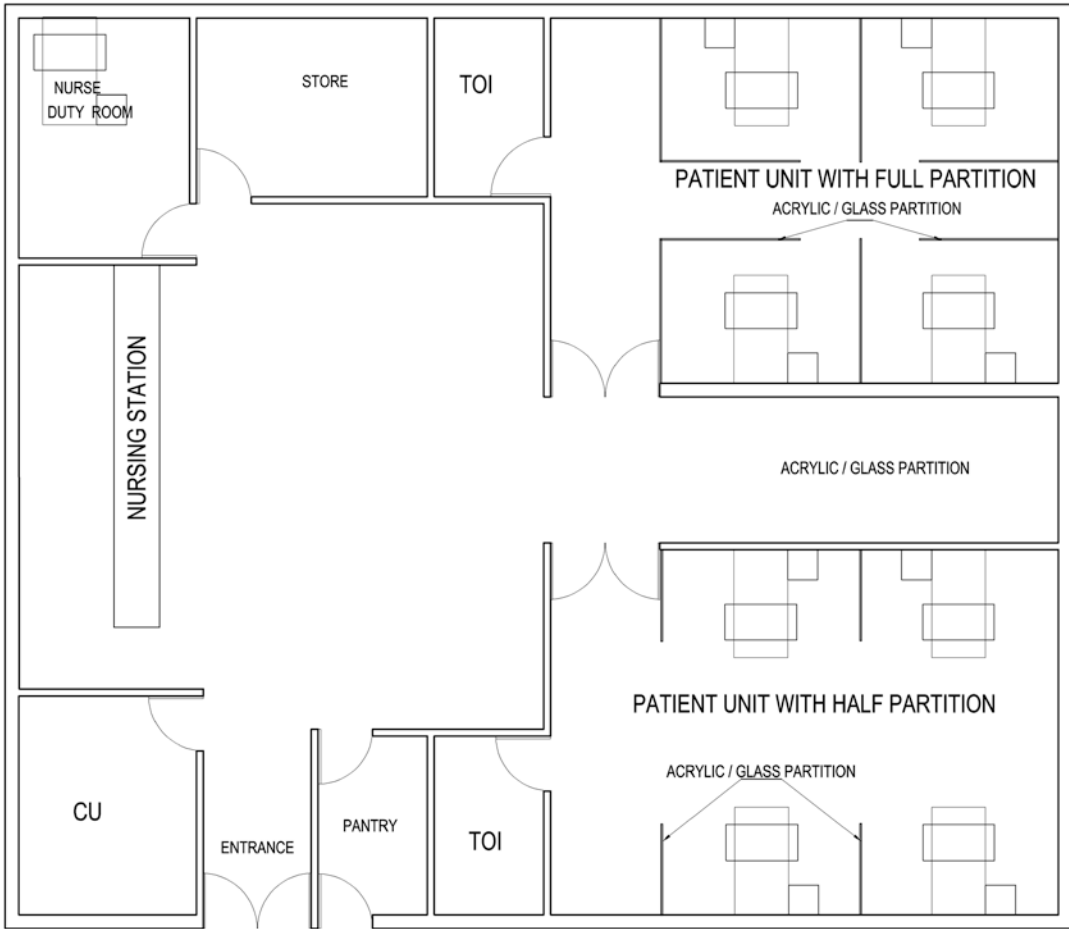 NURSE
DUTY ROOM
STORE
TOI
PATIENT UNIT WITH FULL PARTITION
ACRYLIC / GLASS PARTITION
NURSING STATION
ACRYLIC / GLASS PARTITION
PATIENT UNIT WITH HALF PARTITION
ACRYLIC / GLASS PARTITION
CU
ENTRANCE
PANTRY
TOI